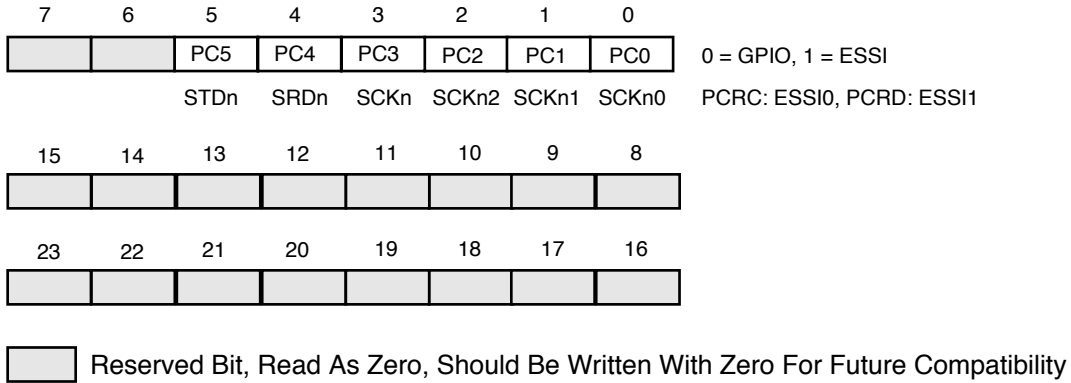 7 6 5 4 3 2 1 0
PC5 PC4 PC3 PC2 PC1 PC0 0 = GPIO, 1 = ESSI
STDn SRDn SCKn SCKn2 SCKn1 SCKn0 PCRC: ESSI0, PCRD: ESSI1
15 14 13 12 11 10 9 8
23 22 21 20 19 18 17 16
Reserved Bit, Read As Zero, Should Be Written With Zero For Future Compatibility